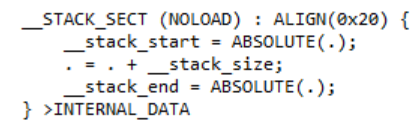 __STACK_SECT (NOLOAD) : ALIGN(0x20) {
    __stack_start = ABSOLUTE(.);
    . = . + __stack_size;
    __stack_end = ABSOLUTE(.);
} >INTERNAL_DATA